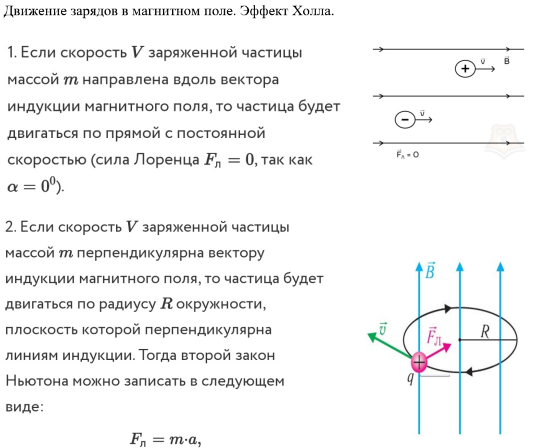 Движение зарядов в магнитном поле. Эффект Холла.
1. Если скорость V заряженной частицы
массой m направлена вдоль вектора
индукции магнитного поля, то частица будет
двигаться по прямой с постоянной
скоростью (сила Лоренца Fл = 0, так как
α = 0⁰).
+ v B
− v
Fл = 0
2. Если скорость V заряженной частицы
массой m перпендикулярна вектору
индукции магнитного поля, то частица будет
двигаться по радиусу R окружности,
плоскость которой перпендикулярна
линиям индукции. Тогда второй закон
Ньютона можно записать в следующем
виде:
Fл = m·a,
B
v Fл R
+
q